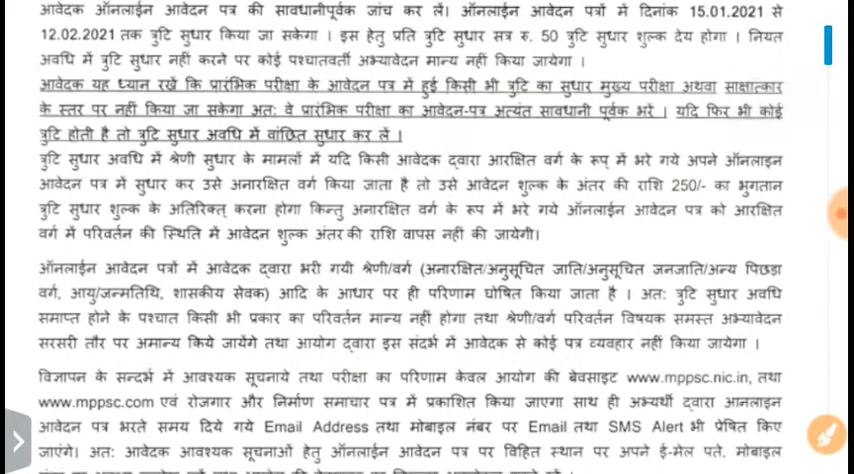 आवेदक ऑनलाईन आवेदन पत्र की सावधानीपूर्वक जांच कर लें। ऑनलाईन आवेदन पत्रों में दिनांक 15.01.2021 से
12.02.2021 तक त्रुटि सुधार किया जा सकेगा । इस हेतु प्रति त्रुटि सुधार सत्र रु. 50 त्रुटि सुधार शुल्क देय होगा । नियत
अवधि में त्रुटि सुधार नहीं करने पर कोई पश्चातवर्ती अभ्यावेदन मान्य नहीं किया जायेगा ।
आवेदक यह ध्यान रखें कि प्रारंभिक परीक्षा के आवेदन पत्र में हुई किसी भी त्रुटि का सुधार मुख्य परीक्षा अथवा साक्षात्कार
के स्तर पर नहीं किया जा सकेगा अत: वे प्रारंभिक परीक्षा का आवेदन-पत्र अत्यंत सावधानी पूर्वक भरें । यदि फिर भी कोई
त्रुटि होती है तो त्रुटि सुधार अवधि में वांछित सुधार कर लें ।
त्रुटि सुधार अवधि में श्रेणी सुधार के मामलों में यदि किसी आवेदक द्वारा आरक्षित वर्ग के रूप में भरे गये अपने ऑनलाइन
आवेदन पत्र में सुधार कर उसे अनारक्षित वर्ग किया जाता है तो उसे आवेदन शुल्क के अंतर की राशि 250/- का भुगतान
त्रुटि सुधार शुल्क के अतिरिक्त् करना होगा किन्तु अनारक्षित वर्ग के रूप में भरे गये ऑनलाईन आवेदन पत्र को आरक्षित
वर्ग में परिवर्तन की स्थिति में आवेदन शुल्क अंतर की राशि वापस नहीं की जायेगी।
ऑनलाईन आवेदन पत्रों में आवेदक द्वारा भरी गयी श्रेणी/वर्ग (अनारक्षित/अनुसूचित जाति/अनुसूचित जनजाति/अन्य पिछड़ा
वर्ग, आयु/जन्मतिथि, शासकीय सेवक) आदि के आधार पर ही परिणाम घोषित किया जाता है । अत: त्रुटि सुधार अवधि
समाप्त होने के पश्चात किसी भी प्रकार का परिवर्तन मान्य नहीं होगा तथा श्रेणी/वर्ग परिवर्तन विषयक समस्त अभ्यावेदन
सरसरी तौर पर अमान्य किये जायेंगे तथा आयोग द्वारा इस संदर्भ में आवेदक से कोई पत्र व्यवहार नहीं किया जायेगा ।
विज्ञापन के सन्दर्भ में आवश्यक सूचनाये तथा परीक्षा का परिणाम केवल आयोग की बेवसाइट www.mppsc.nic.in, तथा
www.mppsc.com एवं रोजगार और निर्माण समाचार पत्र में प्रकाशित किया जाएगा साथ ही अभ्यर्थी द्वारा आनलाइन
आवेदन पत्र भरते समय दिये गये Email Address तथा मोबाइल नंबर पर Email तथा SMS Alert भी प्रेषित किए
जाएंगे। अत: आवेदक आवश्यक सूचनाओं हेतु ऑनलाईन आवेदन पत्र पर विहित स्थान पर अपने ई-मेल पते, मोबाइल